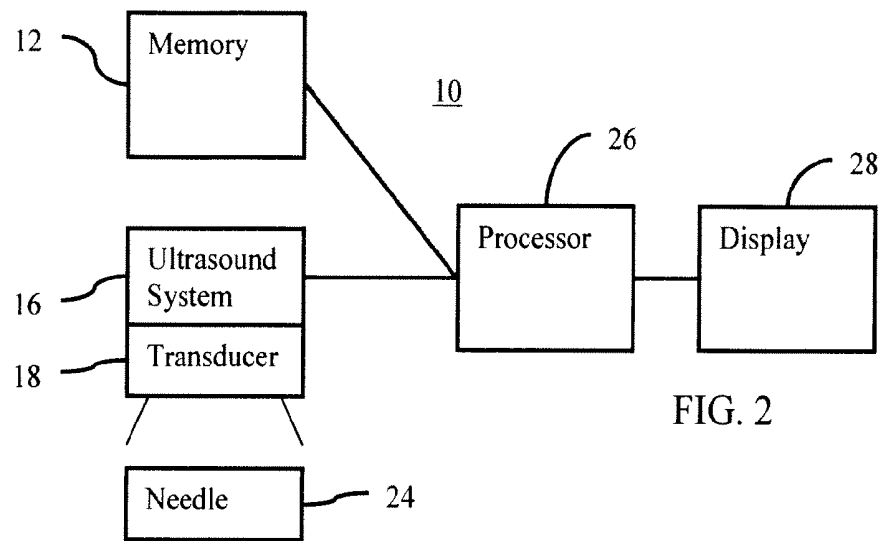 12
Memory
10
26
28
Processor
Display
16
Ultrasound
System
18
Transducer
FIG. 2
Needle
24